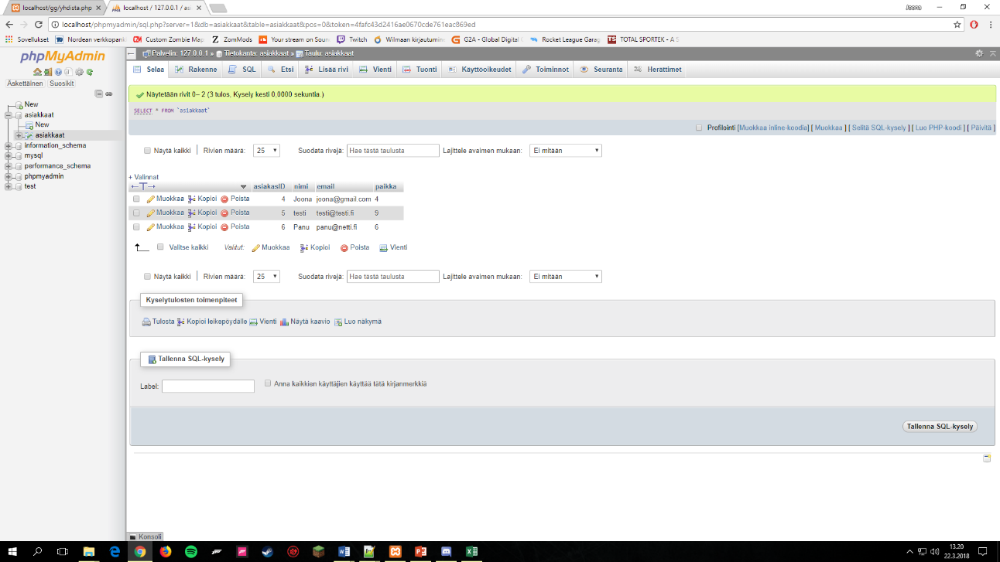 localhost/gg/yhdista.php
localhost / 127.0.0.1 / asi
Joona
localhost/phpmyadmin/sql.php?server=1&db=asiakkaat&table=asiakkaat&pos=0&token=4fafc43d2416ae0670cde761eac869ed
Sovellukset Nordean verkkopank Custom Zombie Map ZomMods Your stream on Soun Twitch Wilmaan kirjautumin G2A - Global Digital Rocket League Garag TOTAL SPORTEK - A S
phpMyAdmin
Äskettäinen Suosikit
New
asiakkaat
New
asiakkaat
information_schema
mysql
performance_schema
phpmyadmin
test
Palvelin: 127.0.0.1 » Tietokanta: asiakkaat » Taulu: asiakkaat
Selaa Rakenne SQL Etsi Lisää rivi Vienti Tuonti Käyttöoikeudet Toiminnot Seuranta Herättimet
Näytetään rivit 0– 2 (3 tulos, Kysely kesti 0,0000 sekuntia.)
SELECT * FROM `asiakkaat`
Profilointi [Muokkaa inline-koodia] [ Muokkaa ] [ Selitä SQL-kysely ] [ Luo PHP-koodi ] [ Päivitä ]
Näytä kaikki Rivien määrä: 25 Suodata rivejä: Hae tästä taulusta Lajittele avaimen mukaan: Ei mitään
+ Valinnat
←T→ asiakasID nimi email paikka
Muokkaa Kopioi Poista 4 Joona joona@gmail.com 4
Muokkaa Kopioi Poista 5 testi testi@testi.fi 9
Muokkaa Kopioi Poista 6 Panu panu@netti.fi 6
Valitse kaikki Valitut: Muokkaa Kopioi Poista Vienti
Näytä kaikki Rivien määrä: 25 Suodata rivejä: Hae tästä taulusta Lajittele avaimen mukaan: Ei mitään
Kyselytulosten toimenpiteet
Tulosta Kopioi leikepöydälle Vienti Näytä kaavio Luo näkymä
Tallenna SQL-kysely
Label: Anna kaikkien käyttäjien käyttää tätä kirjanmerkkiä
Tallenna SQL-kysely
Konsoli
13.20
22.3.2018